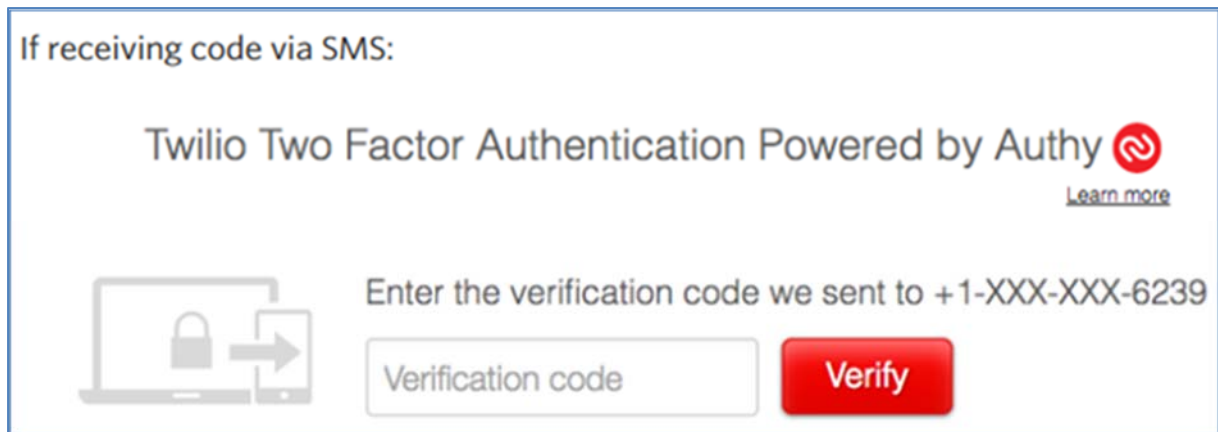 If receiving code via SMS:
Twilio Two Factor Authentication Powered by Authy
Learn more
Enter the verification code we sent to +1-XXX-XXX-6239
Verification code
Verify